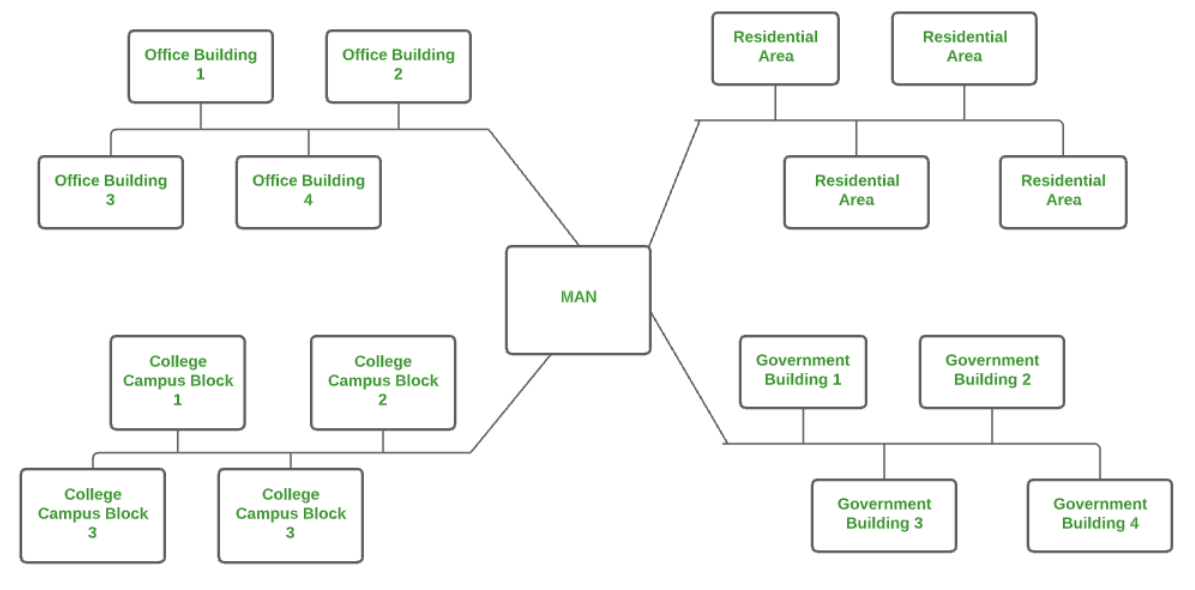 Office Building
1
Office Building
2
Office Building
3
Office Building
4
Residential
Area
Residential
Area
Residential
Area
Residential
Area
MAN
College
Campus Block
1
College
Campus Block
2
College
Campus Block
3
College
Campus Block
3
Government
Building 1
Government
Building 2
Government
Building 3
Government
Building 4